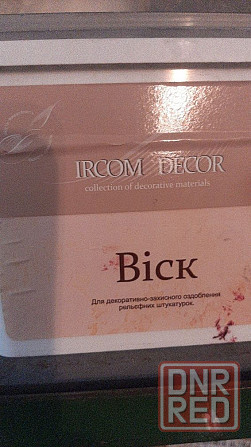 IRCOM DECOR
collection of decorative materials
Віск
Для декоративно-захисного оздоблення
рельєфних штукатурок.
DNR
RED